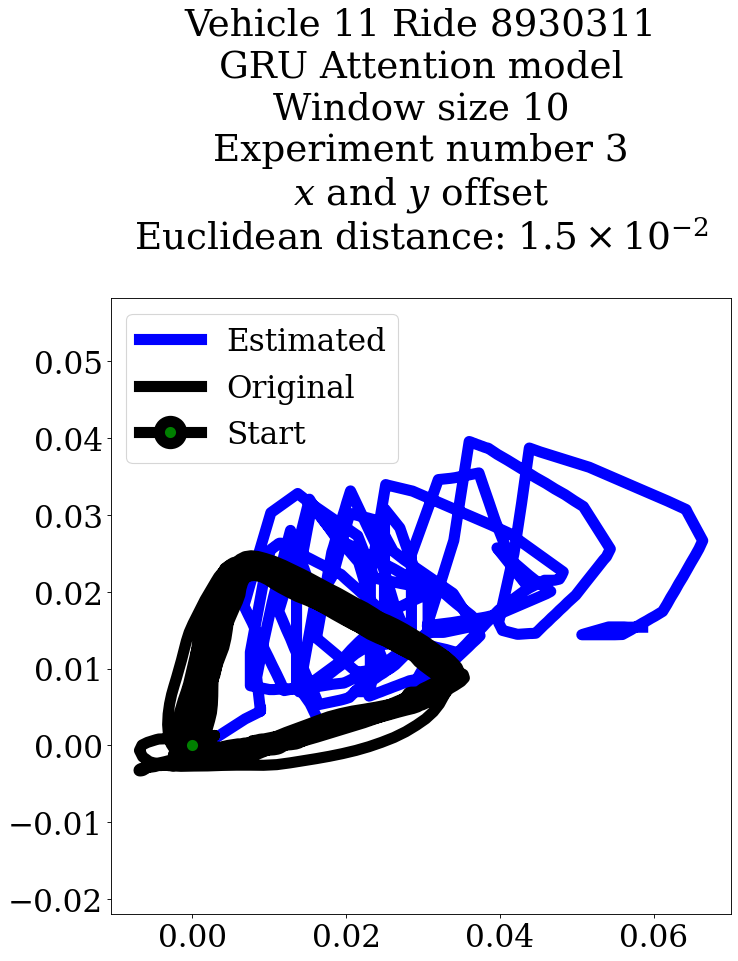 Vehicle 11 Ride 8930311
GRU Attention model
Window size 10
Experiment number 3
x and y offset
Euclidean distance: 1.5 × 10⁻²
Estimated
Original
Start
0.05
0.04
0.03
0.02
0.01
0.00
−0.01
−0.02
0.00 0.02 0.04 0.06